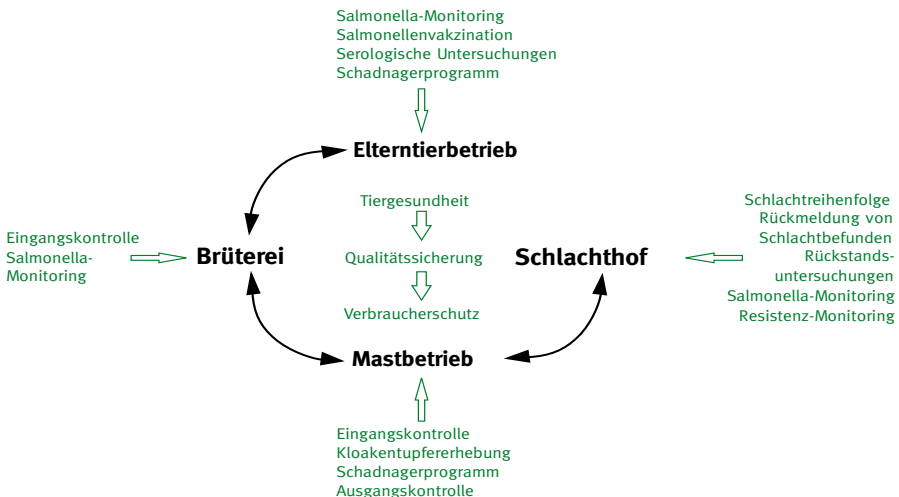 Salmonella-Monitoring
Salmonellenvakzination
Serologische Untersuchungen
Schadnagerprogramm
Elterntierbetrieb
Tiergesundheit
Qualitätssicherung
Verbraucherschutz
Eingangskontrolle
Salmonella-
Monitoring
Brüterei
Schlachthof
Schlachtreihenfolge
Rückmeldung von
Schlachtbefunden
Rückstands-
untersuchungen
Salmonella-Monitoring
Resistenz-Monitoring
Mastbetrieb
Eingangskontrolle
Kloakentupfererhebung
Schadnagerprogramm
Ausgangskontrolle